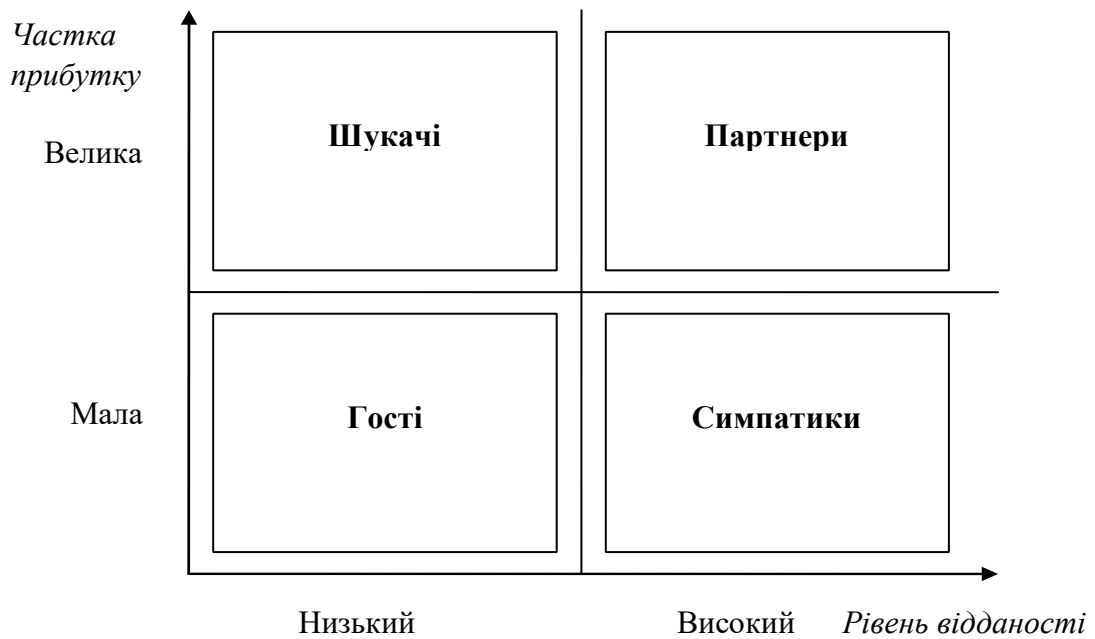 Частка
прибутку
Велика
Шукачі
Партнери
Мала
Гості
Симпатики
Низький
Високий
Рівень відданості